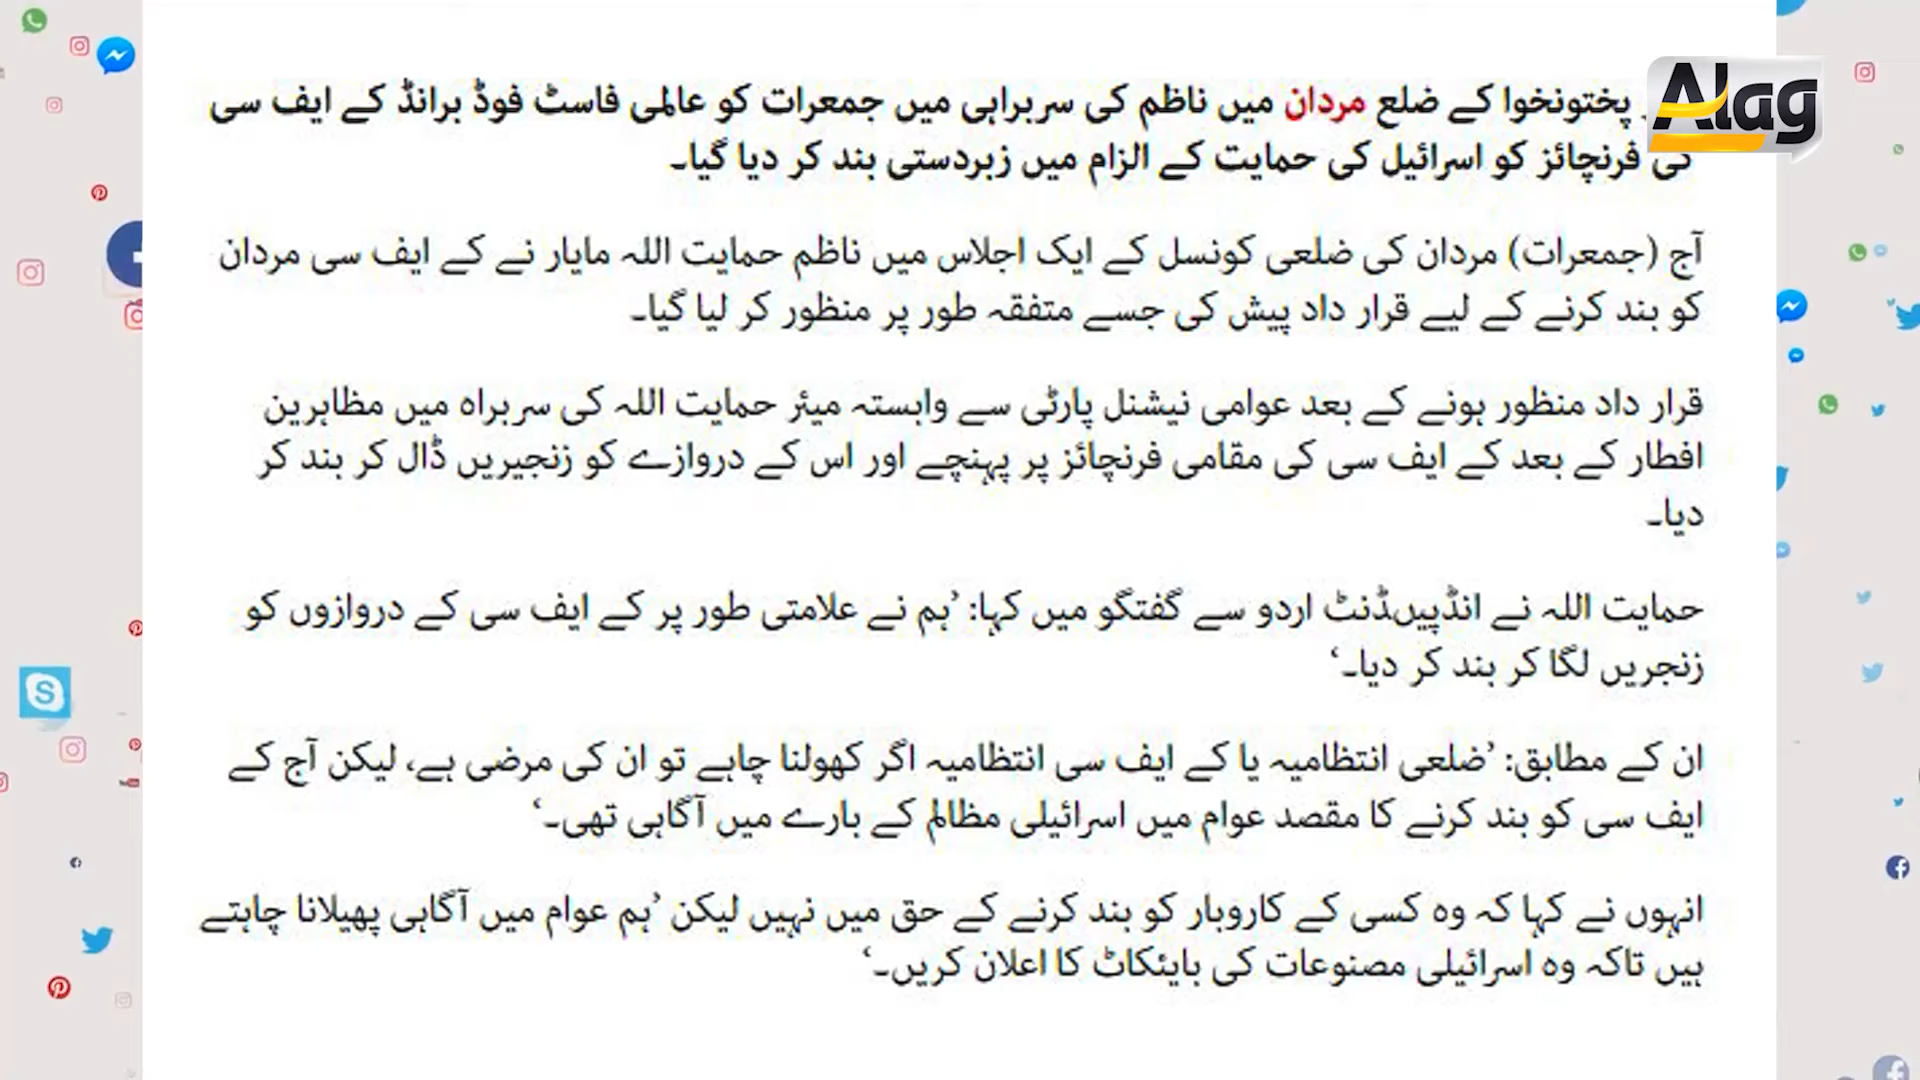 پختونخوا کے ضلع مردان میں ناظم کی سربراہی میں جمعرات کو عالمی فاسٹ فوڈ برانڈ کے ایف سی
کی فرنچائز کو اسرائیل کی حمایت کے الزام میں زبردستی بند کر دیا گیا۔
آج (جمعرات) مردان کی ضلعی کونسل کے ایک اجلاس میں ناظم حمایت اللہ مایار نے کے ایف سی مردان
کو بند کرنے کے لیے قرار داد پیش کی جسے متفقہ طور پر منظور کر لیا گیا۔
قرار داد منظور ہونے کے بعد عوامی نیشنل پارٹی سے وابستہ میئر حمایت اللہ کی سربراہ میں مظاہرین
افطار کے بعد کے ایف سی کی مقامی فرنچائز پر پہنچے اور اس کے دروازے کو زنجیریں ڈال کر بند کر
دیا۔
حمایت اللہ نے انڈپیںڈنٹ اردو سے گفتگو میں کہا: ’ہم نے علامتی طور پر کے ایف سی کے دروازوں کو
زنجریں لگا کر بند کر دیا۔‘
ان کے مطابق: ’ضلعی انتظامیہ یا کے ایف سی انتظامیہ اگر کھولنا چاہے تو ان کی مرضی ہے، لیکن آج کے
ایف سی کو بند کرنے کا مقصد عوام میں اسرائیلی مظالم کے بارے میں آگاہی تھی۔‘
انہوں نے کہا کہ وہ کسی کے کاروبار کو بند کرنے کے حق میں نہیں لیکن ’ہم عوام میں آگاہی پھیلانا چاہتے
ہیں تاکہ وہ اسرائیلی مصنوعات کی بایئکاٹ کا اعلان کریں۔‘
Alag